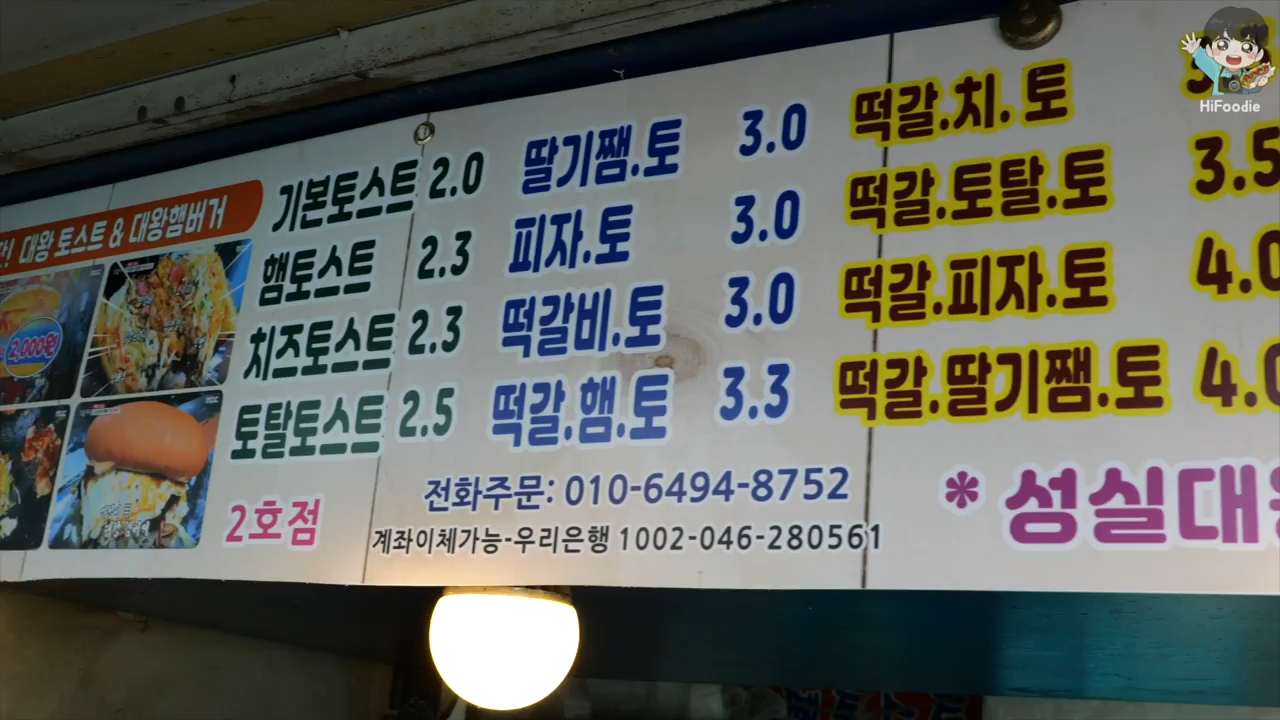 대왕 토스트 & 대왕햄버거
2,000원
기본토스트 2.0
햄토스트 2.3
치즈토스트 2.3
토탈토스트 2.5
2호점
딸기쨈.토 3.0
피자.토 3.0
떡갈비.토 3.0
떡갈.햄.토 3.3
전화주문: 010-6494-8752
계좌이체가능-우리은행 1002-046-280561
떡갈.치.토
떡갈.토탈.토 3.5
떡갈.피자.토 4.0
떡갈.딸기쨈.토 4.0
* 성실대
HiFoodie